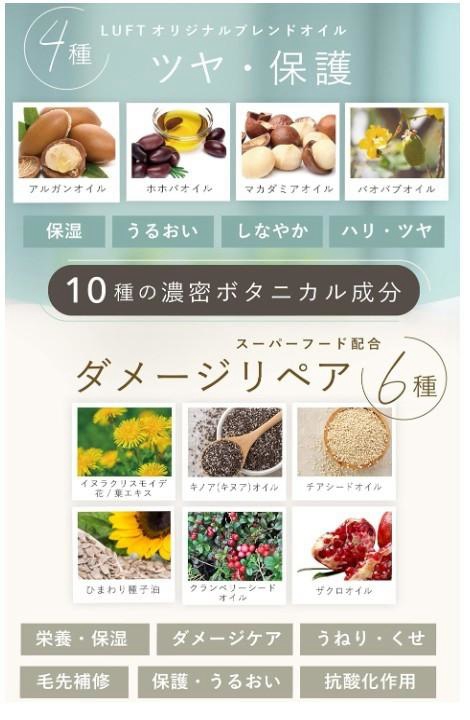 4種
LUFTオリジナルブレンドオイル
ツヤ・保護
アルガンオイル
ホホバオイル
マカダミアオイル
バオバブオイル
保湿
うるおい
しなやか
ハリ・ツヤ
10種の濃密ボタニカル成分
スーパーフード配合
ダメージリペア
6種
イヌラクリスモイデ
花/葉エキス
キノア(キヌア)オイル
チアシードオイル
ひまわり種子油
クランベリーシード
オイル
ザクロオイル
栄養・保湿
ダメージケア
うねり・くせ
毛先補修
保護・うるおい
抗酸化作用